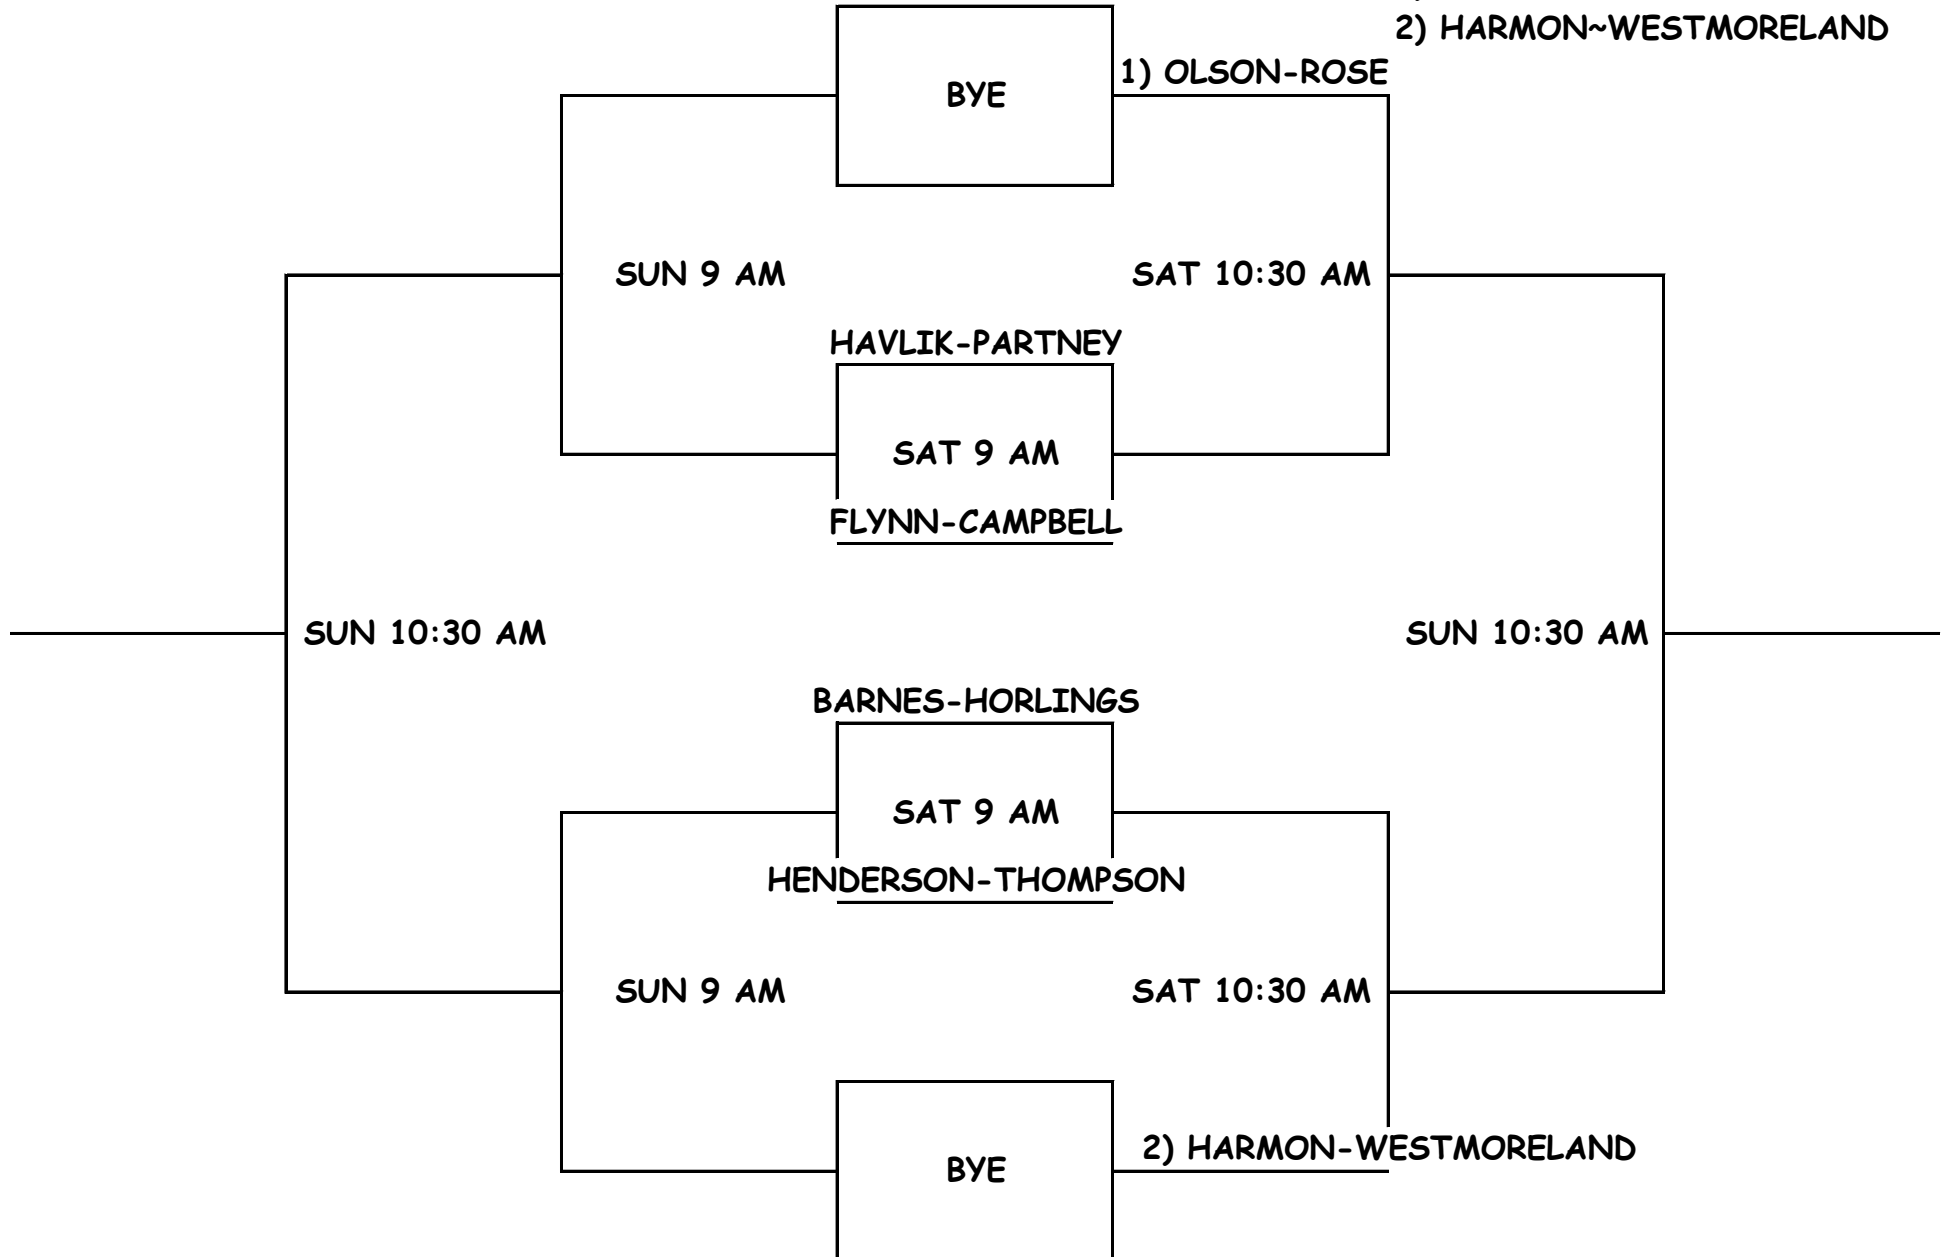 2) HARMON~WESTMORELAND
1) OLSON-ROSE
BYE
SUN 9 AM
SAT 10:30 AM
HAVLIK-PARTNEY
SAT 9 AM
FLYNN-CAMPBELL
SUN 10:30 AM
SUN 10:30 AM
BARNES-HORLINGS
SAT 9 AM
HENDERSON-THOMPSON
SUN 9 AM
SAT 10:30 AM
2) HARMON-WESTMORELAND
BYE